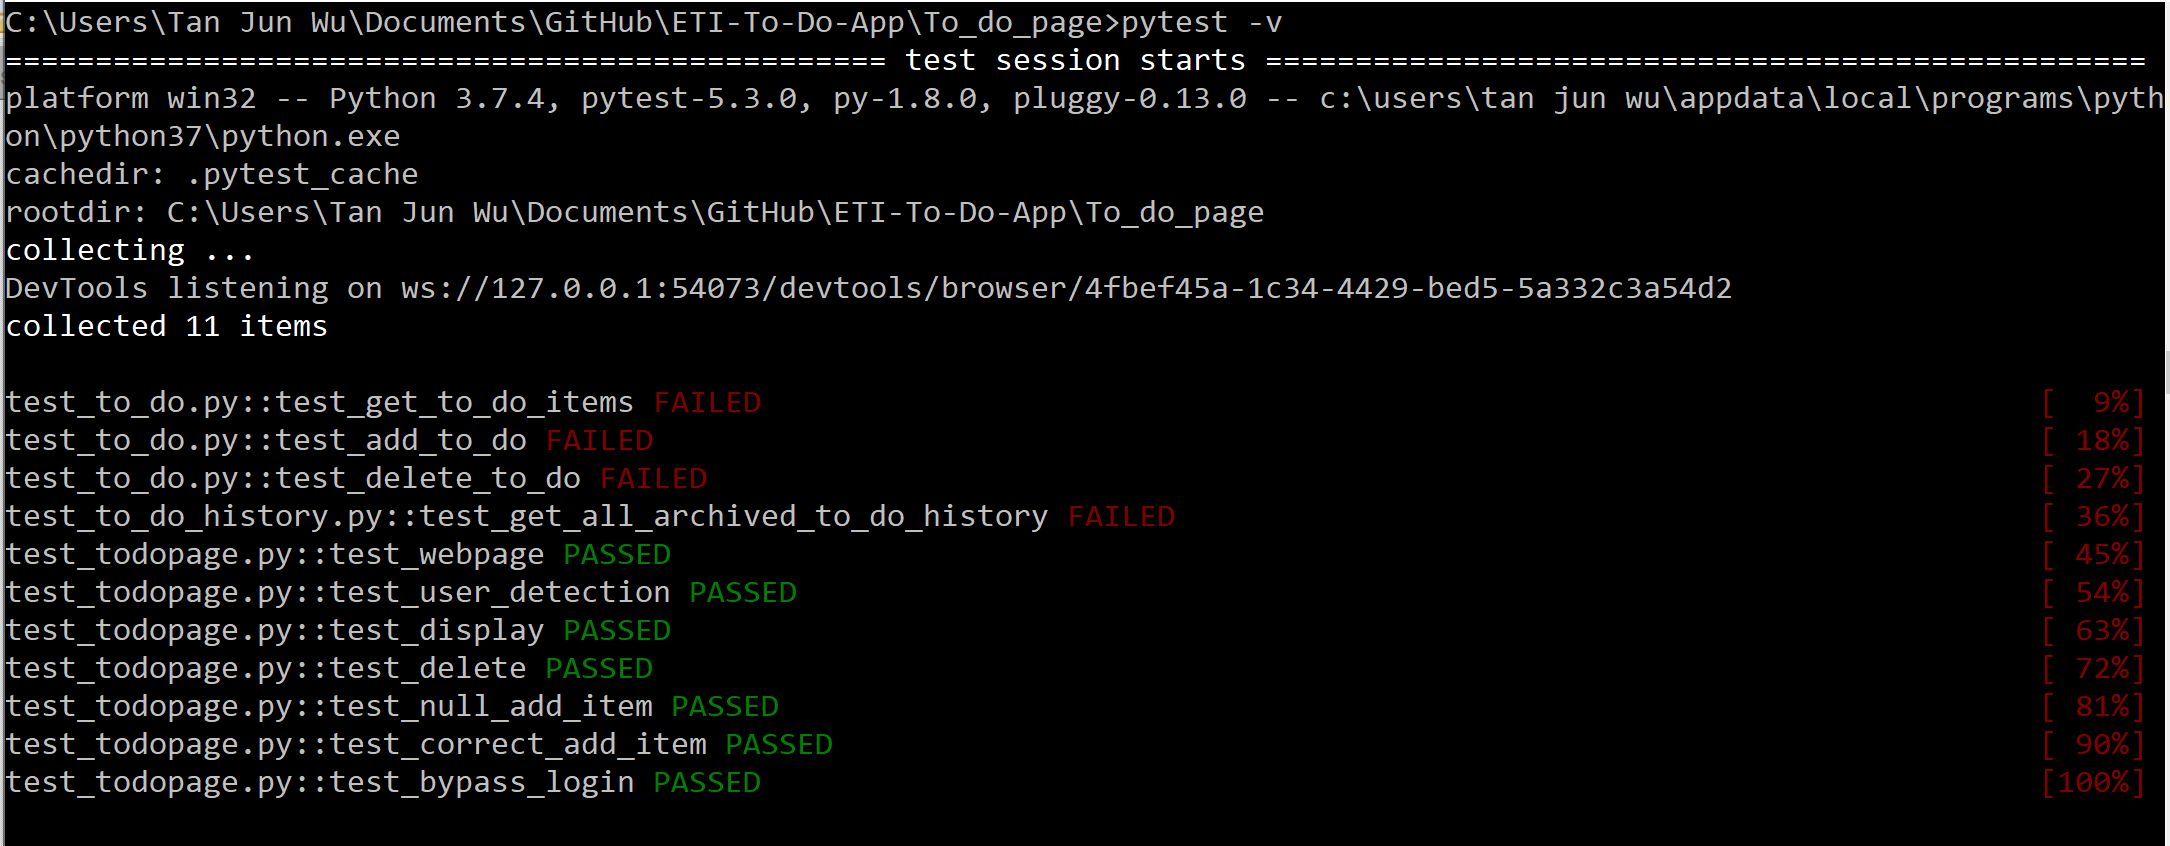 C:\Users\Tan Jun Wu\Documents\GitHub\ETI-To-Do-App\To_do_page>pytest -v
================================================= test session starts =================================================
platform win32 -- Python 3.7.4, pytest-5.3.0, py-1.8.0, pluggy-0.13.0 -- c:\users\tan jun wu\appdata\local\programs\pyth
on\python37\python.exe
cachedir: .pytest_cache
rootdir: C:\Users\Tan Jun Wu\Documents\GitHub\ETI-To-Do-App\To_do_page
collecting ...
DevTools listening on ws://127.0.0.1:54073/devtools/browser/4fbef45a-1c34-4429-bed5-5a332c3a54d2
collected 11 items
test_to_do.py::test_get_to_do_items FAILED [  9%]
test_to_do.py::test_add_to_do FAILED [ 18%]
test_to_do.py::test_delete_to_do FAILED [ 27%]
test_to_do_history.py::test_get_all_archived_to_do_history FAILED [ 36%]
test_todopage.py::test_webpage PASSED [ 45%]
test_todopage.py::test_user_detection PASSED [ 54%]
test_todopage.py::test_display PASSED [ 63%]
test_todopage.py::test_delete PASSED [ 72%]
test_todopage.py::test_null_add_item PASSED [ 81%]
test_todopage.py::test_correct_add_item PASSED [ 90%]
test_todopage.py::test_bypass_login PASSED [100%]